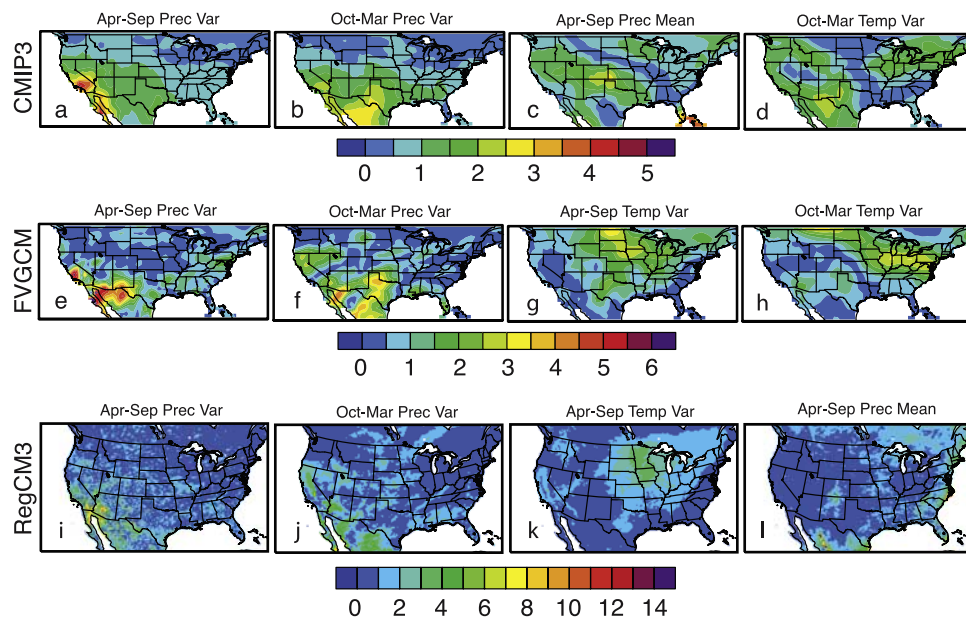 Apr-Sep Prec Var Oct-Mar Prec Var Apr-Sep Prec Mean Oct-Mar Temp Var
CMIP3
a b c d
0 1 2 3 4 5
Apr-Sep Prec Var Oct-Mar Prec Var Apr-Sep Temp Var Oct-Mar Temp Var
FVGCM
e f g h
0 1 2 3 4 5 6
Apr-Sep Prec Var Oct-Mar Prec Var Apr-Sep Temp Var Apr-Sep Prec Mean
RegCM3
i j k l
0 2 4 6 8 10 12 14